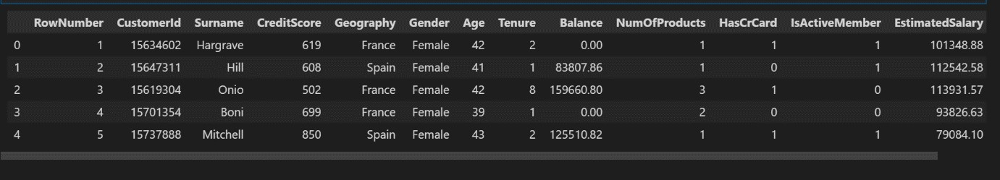 RowNumber CustomerId Surname CreditScore Geography Gender Age Tenure Balance NumOfProducts HasCrCard IsActiveMember EstimatedSalary
0 1 15634602 Hargrave 619 France Female 42 2 0.00 1 1 1 101348.88
1 2 15647311 Hill 608 Spain Female 41 1 83807.86 1 0 1 112542.58
2 3 15619304 Onio 502 France Female 42 8 159660.80 3 1 0 113931.57
3 4 15701354 Boni 699 France Female 39 1 0.00 2 0 0 93826.63
4 5 15737888 Mitchell 850 Spain Female 43 2 125510.82 1 1 1 79084.10